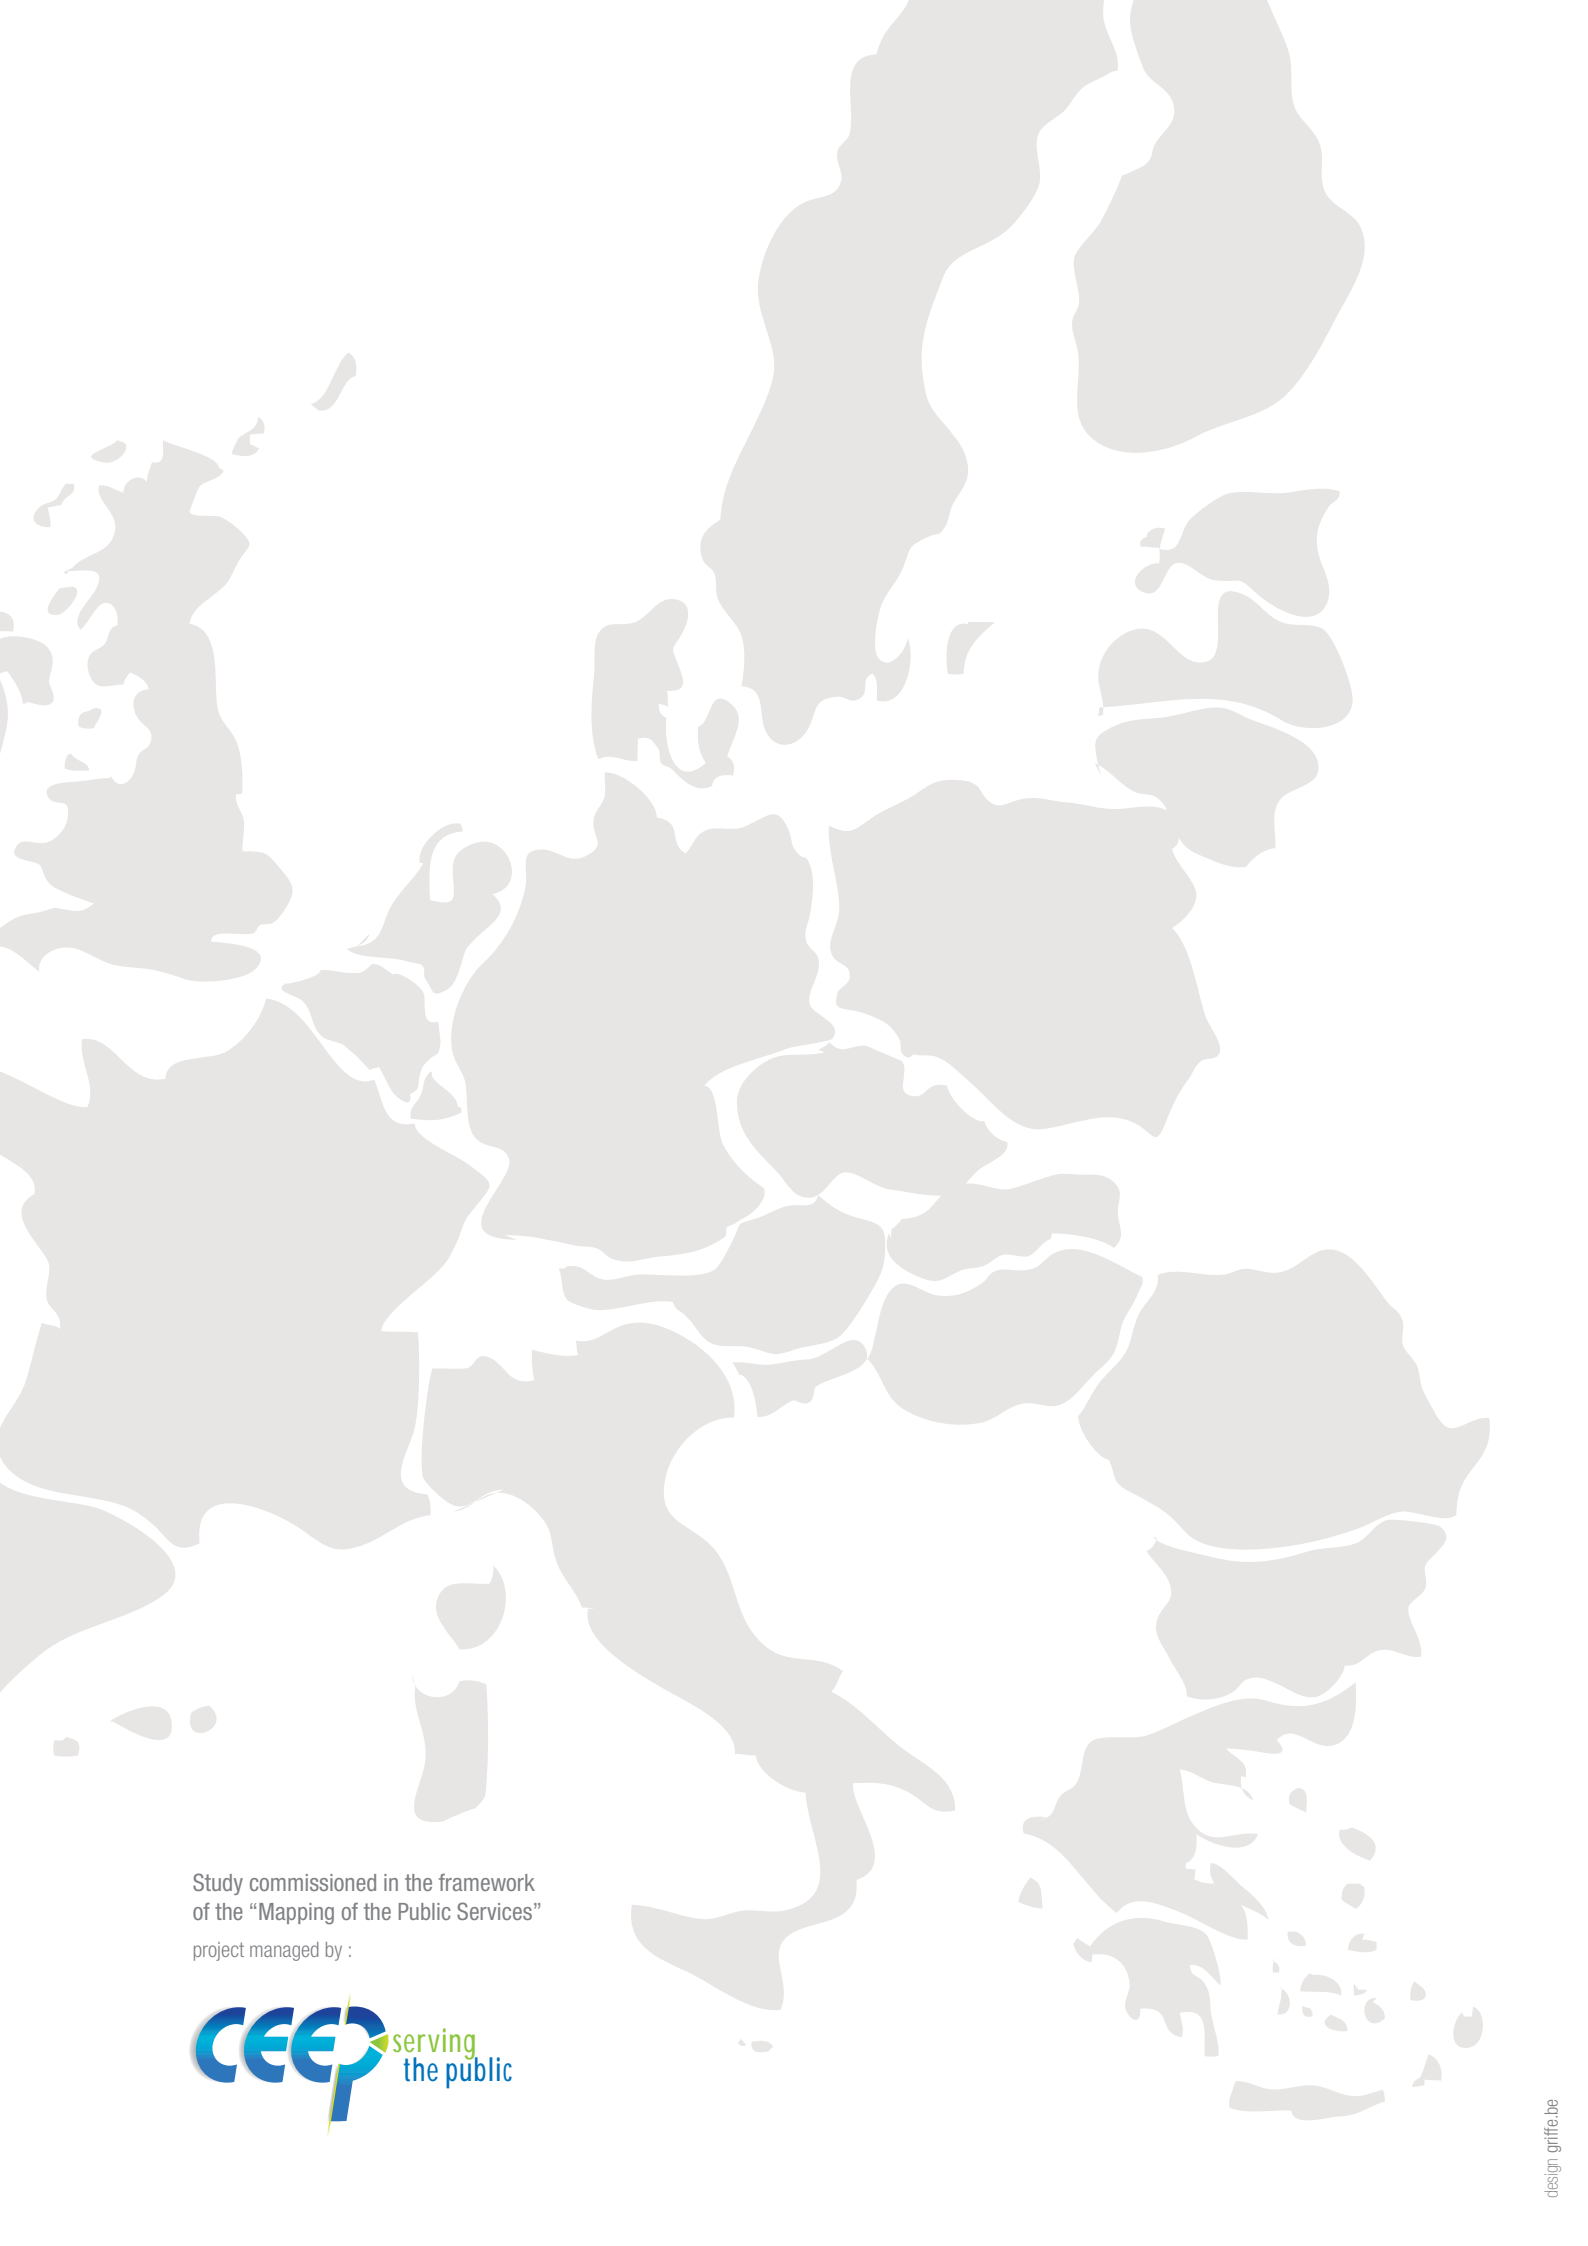 Study commissioned in the framework
of the “Mapping of the Public Services”
project managed by :
CEEP
serving
the public
design griffe.be